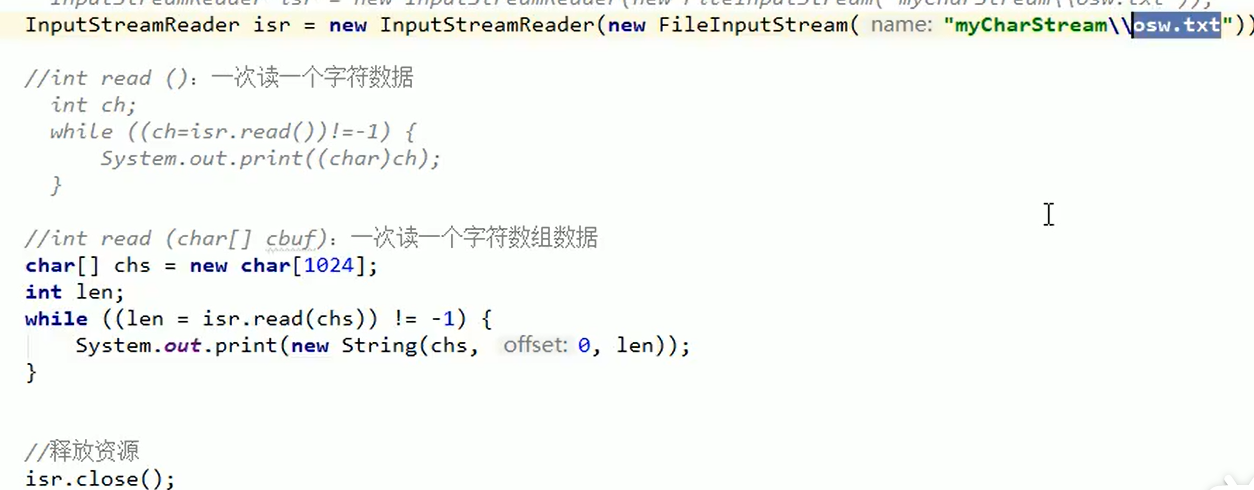 InputStreamReader isr = new InputStreamReader(new FileInputStream("myCharStream\\osw.txt"));
InputStreamReader isr = new InputStreamReader(new FileInputStream( name: "myCharStream\\osw.txt"))
//int read ()：一次读一个字符数据
int ch;
while ((ch=isr.read())!=-1) {
System.out.print((char)ch);
}
//int read (char[] cbuf)：一次读一个字符数组数据
char[] chs = new char[1024];
int len;
while ((len = isr.read(chs)) != -1) {
System.out.print(new String(chs, offset: 0, len));
}
//释放资源
isr.close();